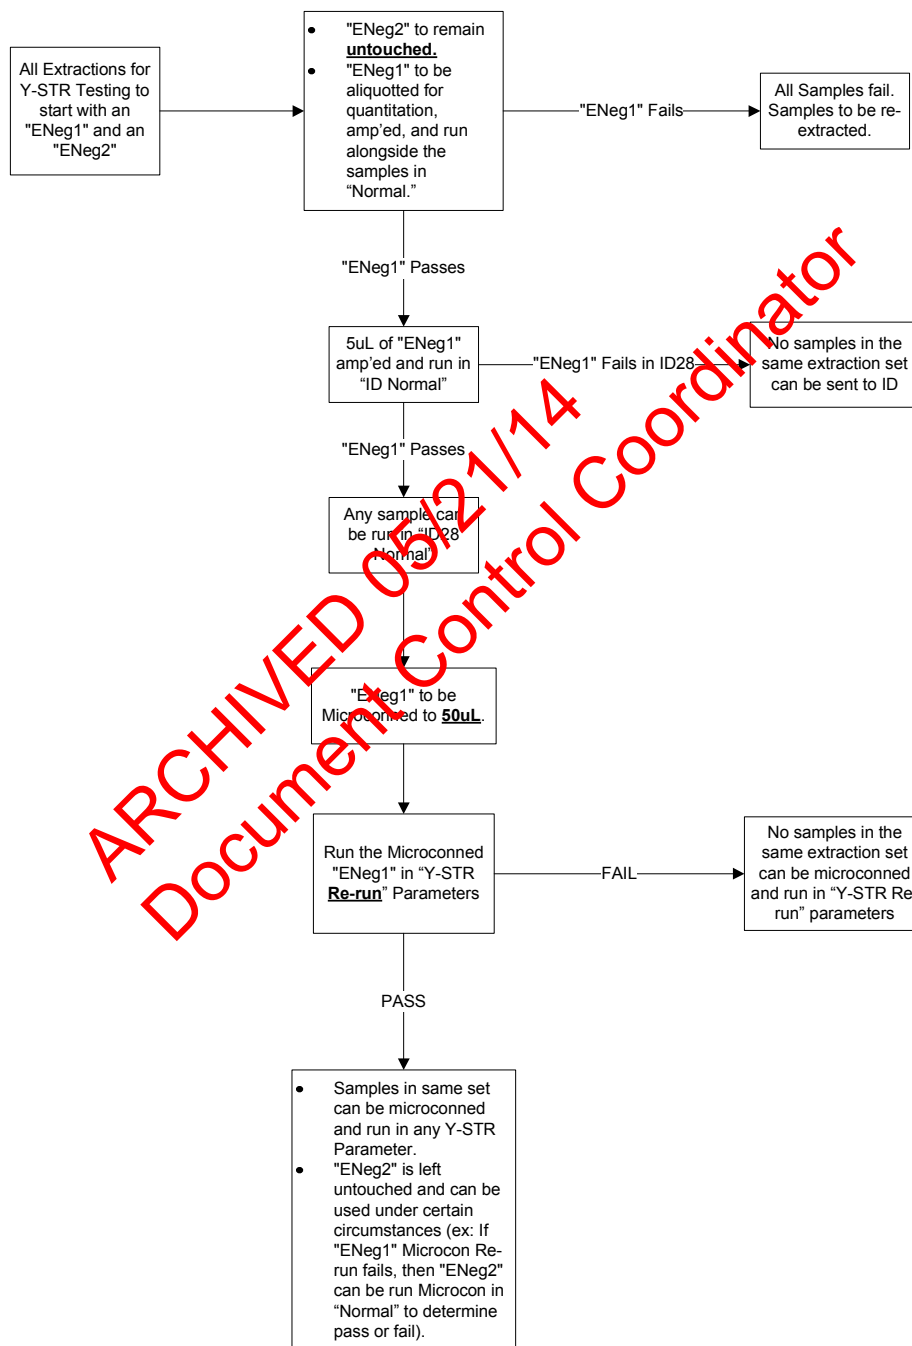 All Extractions for
Y-STR Testing to
start with an
"ENeg1" and an
"ENeg2"
● "ENeg2" to remain
untouched.
● "ENeg1" to be
aliquotted for
quantitation,
amp'ed, and run
alongside the
samples in
“Normal.”
"ENeg1" Fails
All Samples fail.
Samples to be re-
extracted.
"ENeg1" Passes
5uL of "ENeg1"
amp'ed and run in
“ID Normal”
"ENeg1" Fails in ID28
No samples in the
same extraction set
can be sent to ID
"ENeg1" Passes
Any sample can
be run in “ID28
Normal”
"ENeg1" to be
Microconned to 50uL.
Run the Microconned
"ENeg1" in “Y-STR
Re-run” Parameters
FAIL
No samples in the
same extraction set
can be microconned
and run in “Y-STR Re-
run” parameters
PASS
● Samples in same set
can be microconned
and run in any Y-STR
Parameter.
● "ENeg2" is left
untouched and can be
used under certain
circumstances (ex: If
"ENeg1" Microcon Re-
run fails, then "ENeg2"
can be run Microcon in
“Normal” to determine
pass or fail).
ARCHIVED 05/21/14
Document Control Coordinator